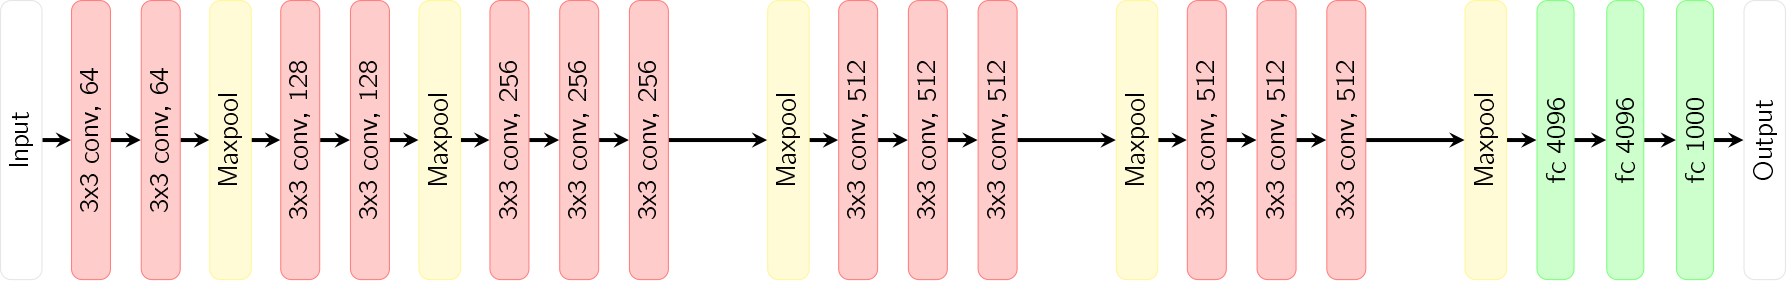 Input
3x3 conv, 64
3x3 conv, 64
Maxpool
3x3 conv, 128
3x3 conv, 128
Maxpool
3x3 conv, 256
3x3 conv, 256
3x3 conv, 256
Maxpool
3x3 conv, 512
3x3 conv, 512
3x3 conv, 512
Maxpool
3x3 conv, 512
3x3 conv, 512
3x3 conv, 512
Maxpool
fc 4096
fc 4096
fc 1000
Output